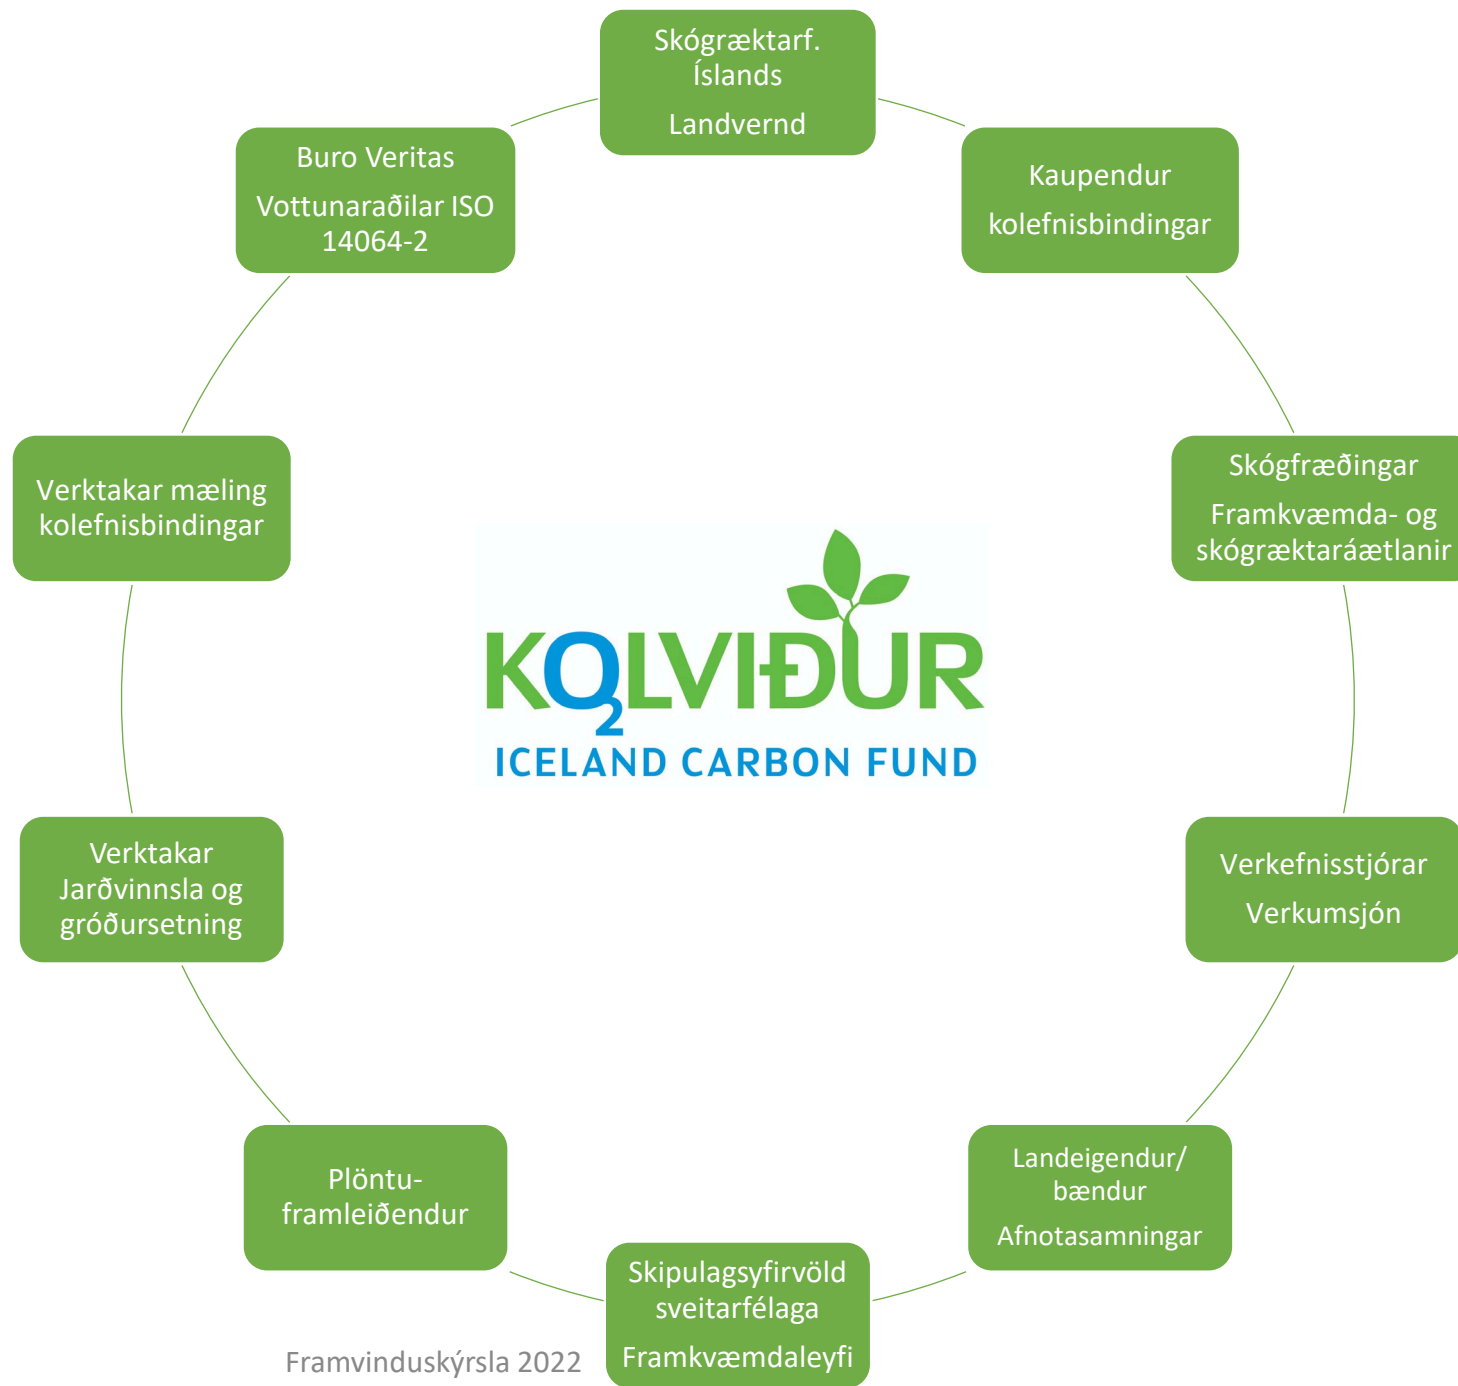 Skógræktarf.
Íslands
Landvernd
Kaupendur
kolefnisbindingar
Skógfræðingar
Framkvæmda- og
skógræktaráætlanir
Verkefnisstjórar
Verkumsjón
Landeigendur/
bændur
Afnotasamningar
Skipulagsyfirvöld
sveitarfélaga
Framkvæmdaleyfi
Plöntu-
framleiðendur
Verktakar
Jarðvinnsla og
gróðursetning
Verktakar mæling
kolefnisbindingar
Buro Veritas
Vottunaraðilar ISO
14064-2
KO2LVIÐUR
ICELAND CARBON FUND
Framvinduskýrsla 2022